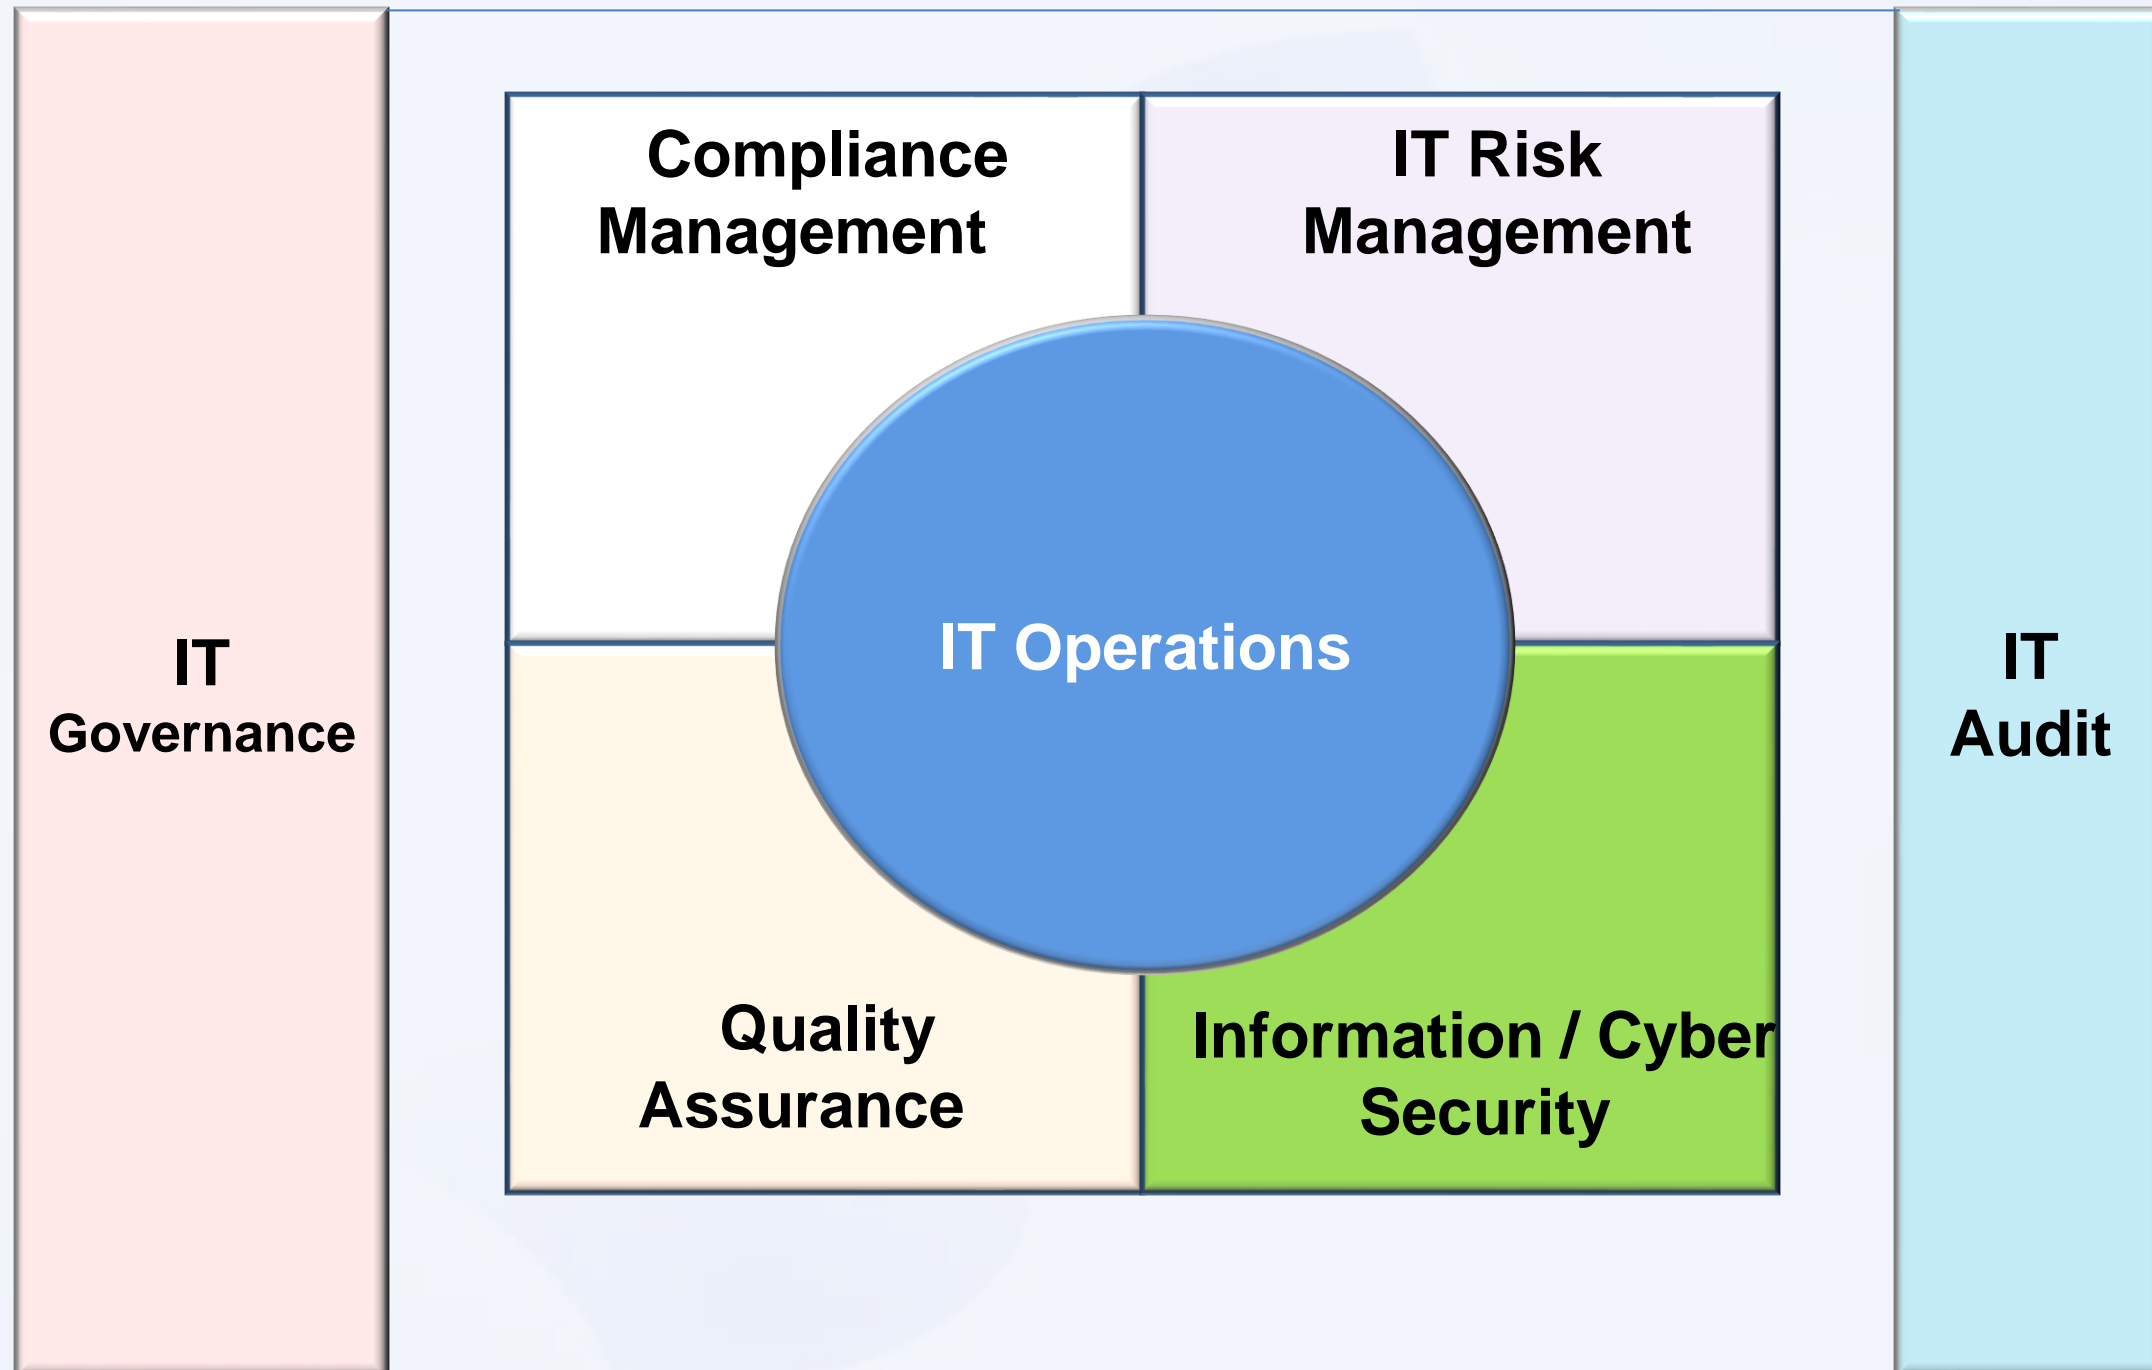 Compliance
Management
IT Risk
Management
IT Operations
IT
Governance
IT
Audit
Quality
Assurance
Information / Cyber
Security